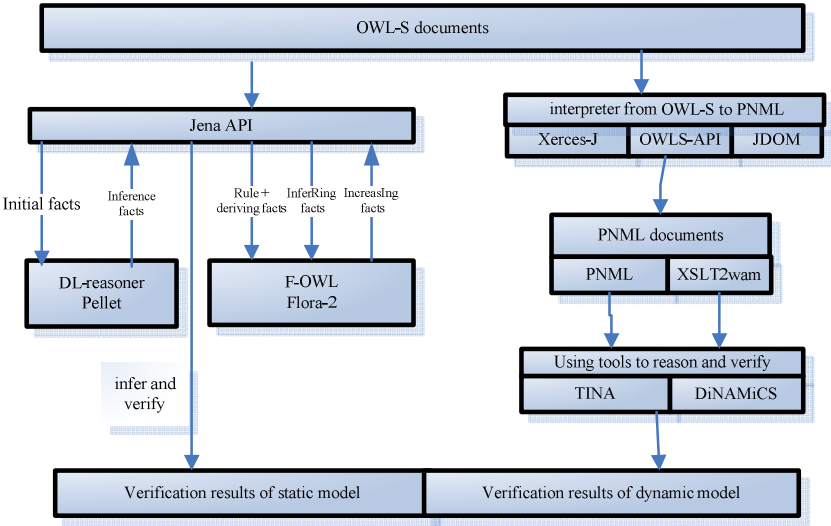 OWL-S documents
Jena API
interpreter from OWL-S to PNML
Xerces-J
OWLS-API
JDOM
Initial facts
Inference
facts
Rule+
deriving facts
InferRing
facts
IncreasIng
facts
PNML documents
PNML
XSLT2wam
DL-reasoner
Pellet
F-OWL
Flora-2
Using tools to reason and verify
TINA
DiNAMiCS
infer and
verify
Verification results of static model
Verification results of dynamic model